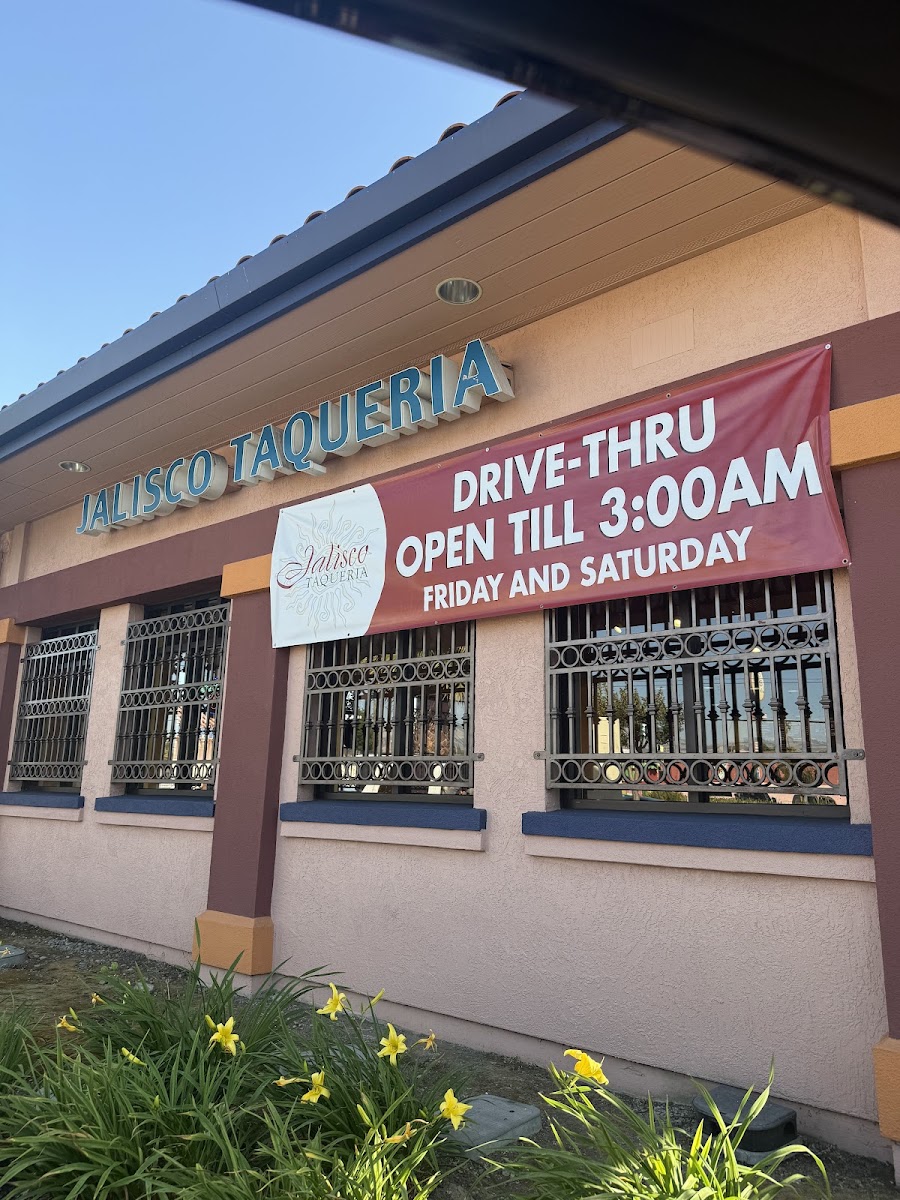 JALISCO TAQUERIA
DRIVE-THRU
OPEN TILL 3:00AM
FRIDAY AND SATURDAY
Jalisco
TAQUERIA